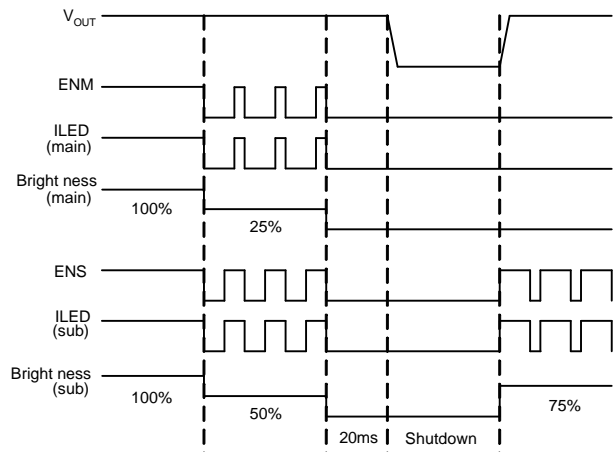 VOUT
ENM
ILED
(main)
Bright ness
(main)
100%
25%
ENS
ILED
(sub)
Bright ness
(sub)
100%
50%
75%
20ms
Shutdown